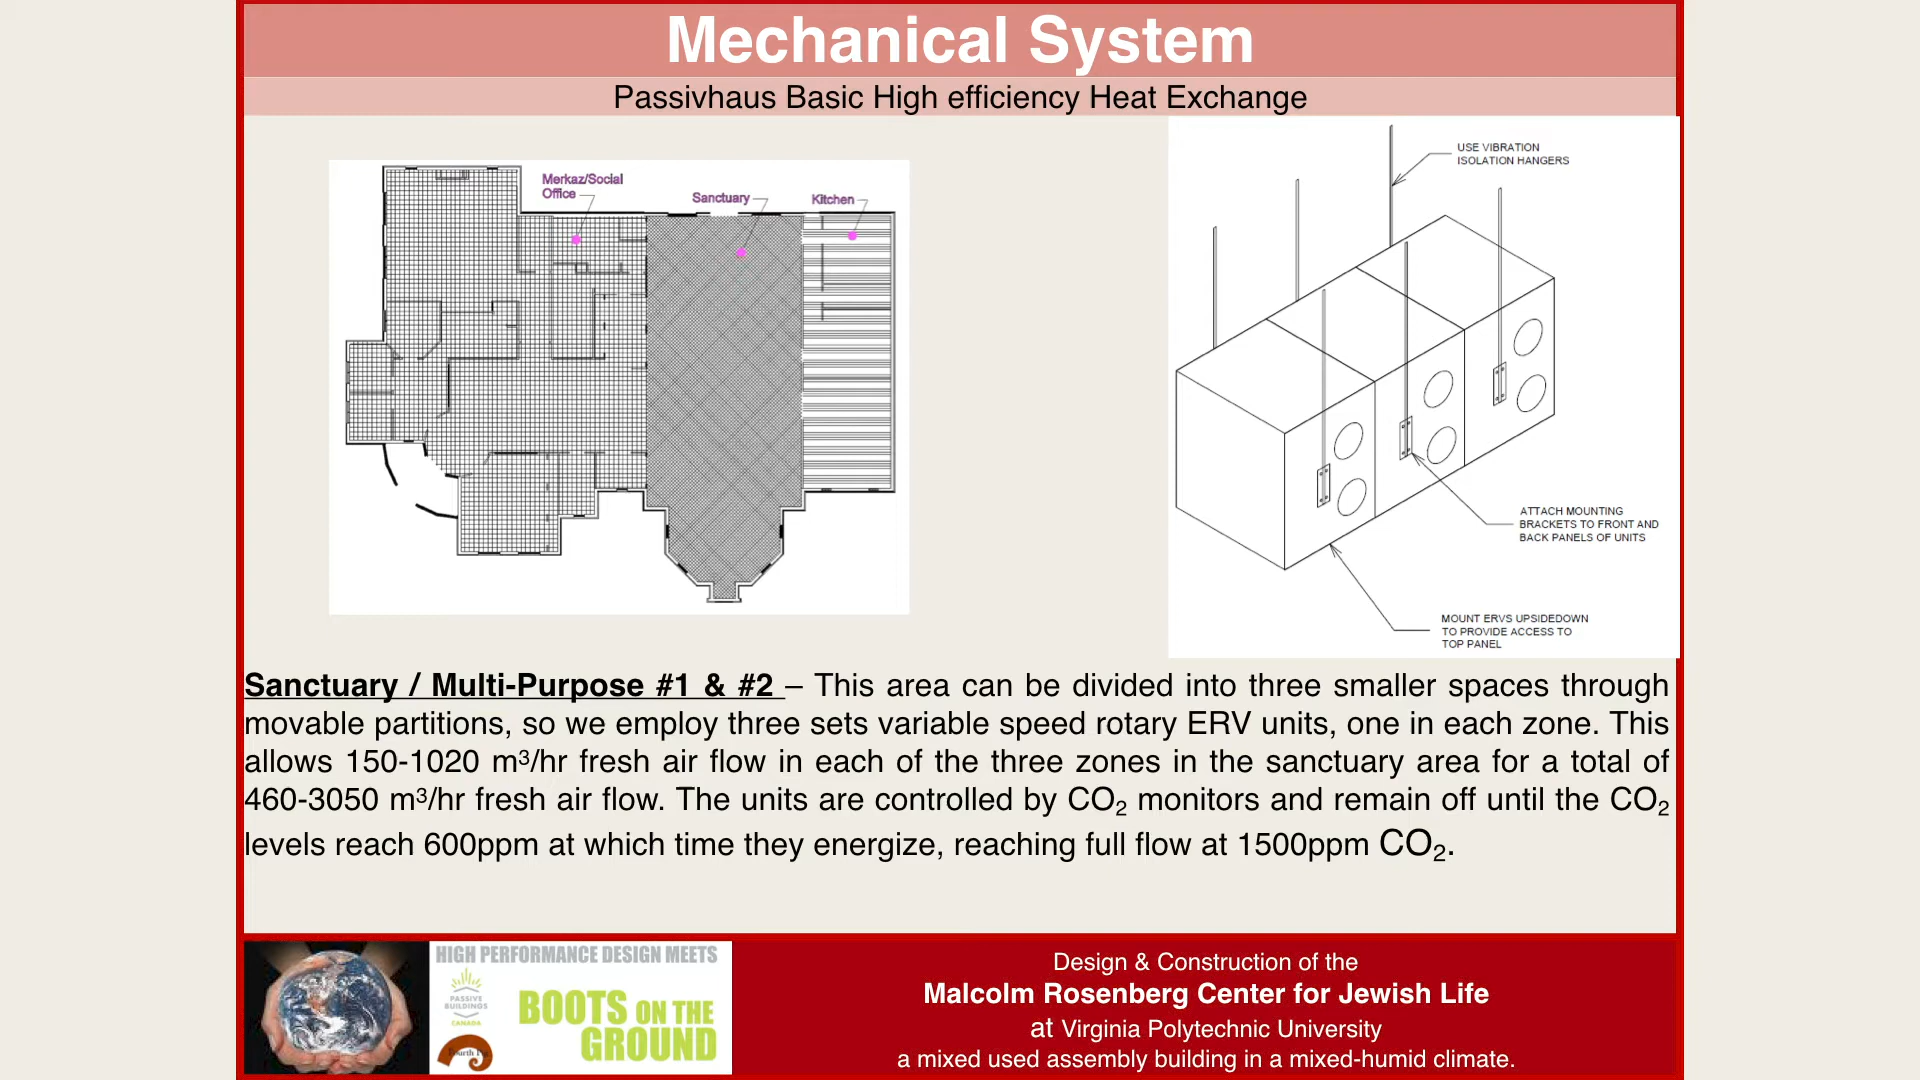 Mechanical System
Passivhaus Basic High efficiency Heat Exchange
Merkaz/Social
Office
Sanctuary
Kitchen
USE VIBRATION
ISOLATION HANGERS
ATTACH MOUNTING
BRACKETS TO FRONT AND
BACK PANELS OF UNITS
MOUNT ERVS UPSIDEDOWN
TO PROVIDE ACCESS TO
TOP PANEL
Sanctuary / Multi-Purpose #1 & #2 – This area can be divided into three smaller spaces through
movable partitions, so we employ three sets variable speed rotary ERV units, one in each zone. This
allows 150-1020 m³/hr fresh air flow in each of the three zones in the sanctuary area for a total of
460-3050 m³/hr fresh air flow. The units are controlled by CO₂ monitors and remain off until the CO₂
levels reach 600ppm at which time they energize, reaching full flow at 1500ppm CO₂.
HIGH PERFORMANCE DESIGN MEETS
PASSIVE
BUILDINGS
CANADA
BOOTS ON THE
GROUND
Fourth Pig
Design & Construction of the
Malcolm Rosenberg Center for Jewish Life
at Virginia Polytechnic University
a mixed used assembly building in a mixed-humid climate.